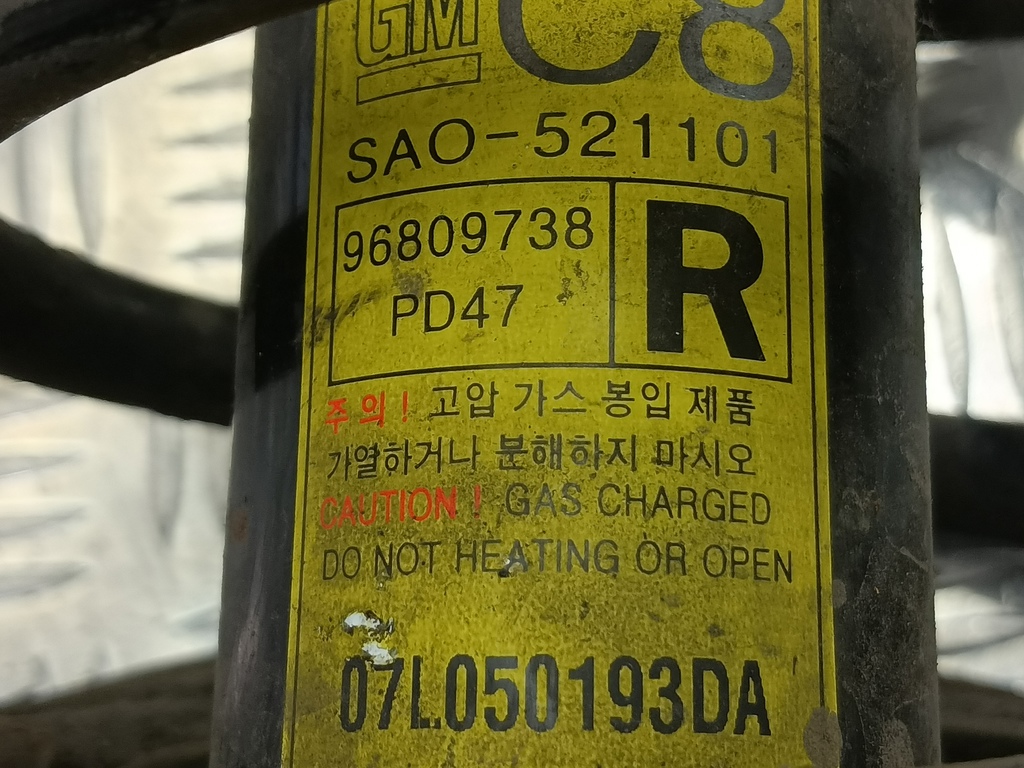 GM C8
SAO-521101
96809738
PD47
R
주의! 고압 가스 봉입 제품
가열하거나 분해하지 마시오
CAUTION! GAS CHARGED
DO NOT HEATING OR OPEN
07L050193DA